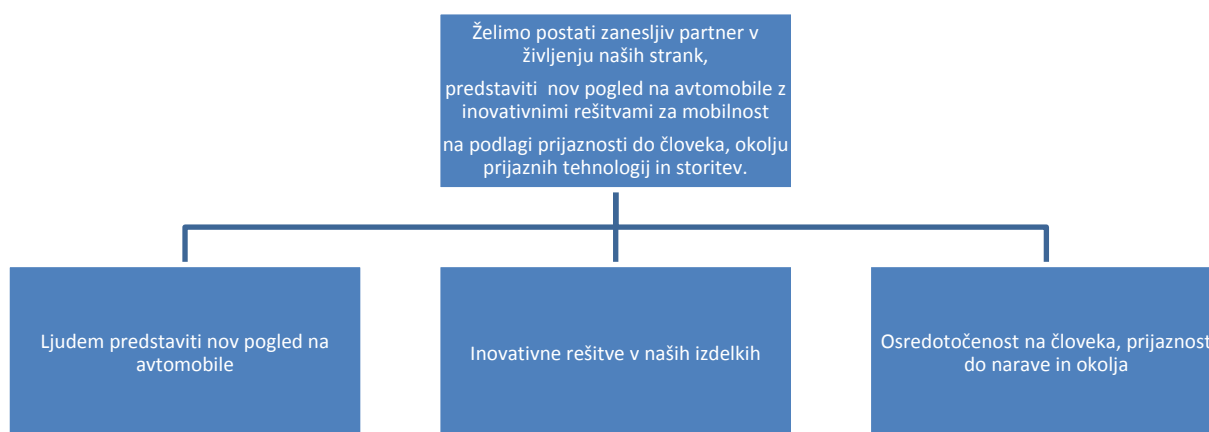 Želimo postati zanesljiv partner v
življenju naših strank,
predstaviti nov pogled na avtomobile z
inovativnimi rešitvami za mobilnost
na podlagi prijaznosti do človeka, okolju
prijaznih tehnologij in storitev.
Ljudem predstaviti nov pogled na
avtomobile
Inovativne rešitve v naših izdelkih
Osredotočenost na človeka, prijaznost
do narave in okolja